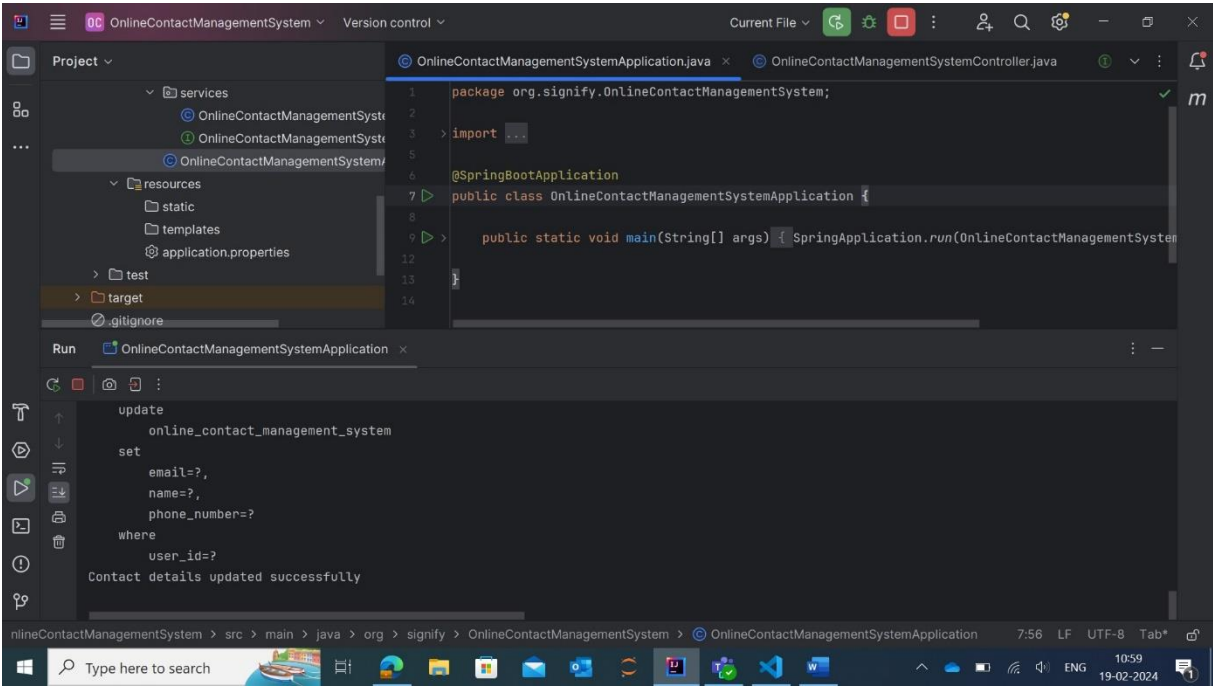 OC OnlineContactManagementSystem Version control Current File
Project
OnlineContactManagementSystemApplication.java OnlineContactManagementSystemController.java
services
OnlineContactManagementSyste
OnlineContactManagementSyste
OnlineContactManagementSystemA
resources
static
templates
application.properties
test
target
.gitignore
1 package org.signify.OnlineContactManagementSystem;
2
3 import ...
5
6 @SpringBootApplication
7 public class OnlineContactManagementSystemApplication {
8
9 public static void main(String[] args) { SpringApplication.run(OnlineContactManagementSystem
12
13 }
14
m
Run OnlineContactManagementSystemApplication
update
online_contact_management_system
set
email=?,
name=?,
phone_number=?
where
user_id=?
Contact details updated successfully
nlineContactManagementSystem > src > main > java > org > signify > OnlineContactManagementSystem > OnlineContactManagementSystemApplication 7:56 LF UTF-8 Tab*
Type here to search ENG 10:59
19-02-2024